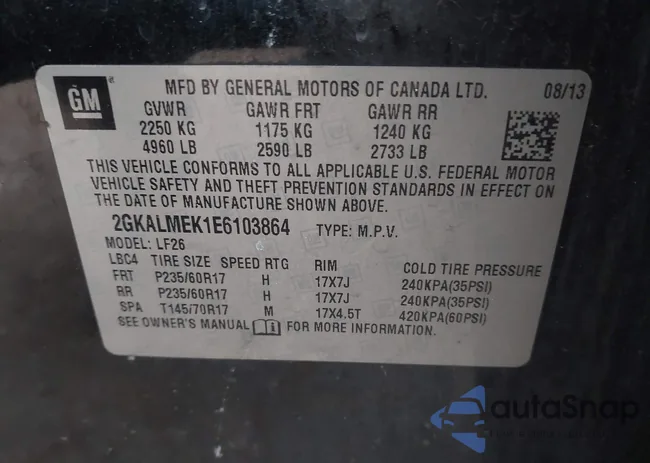 GM
MFD BY GENERAL MOTORS OF CANADA LTD. 08/13
GVWR GAWR FRT GAWR RR
2250 KG 1175 KG 1240 KG
4960 LB 2590 LB 2733 LB
THIS VEHICLE CONFORMS TO ALL APPLICABLE U.S. FEDERAL MOTOR
VEHICLE SAFETY AND THEFT PREVENTION STANDARDS IN EFFECT ON
THE DATE OF MANUFACTURE SHOWN ABOVE.
2GKALMEK1E6103864 TYPE: M.P.V.
MODEL: LF26
LBC4 TIRE SIZE SPEED RTG RIM COLD TIRE PRESSURE
FRT P235/60R17 H 17X7J 240KPA(35PSI)
RR P235/60R17 H 17X7J 240KPA(35PSI)
SPA T145/70R17 M 17X4.5T 420KPA(60PSI)
SEE OWNER'S MANUAL FOR MORE INFORMATION.
autaSnap